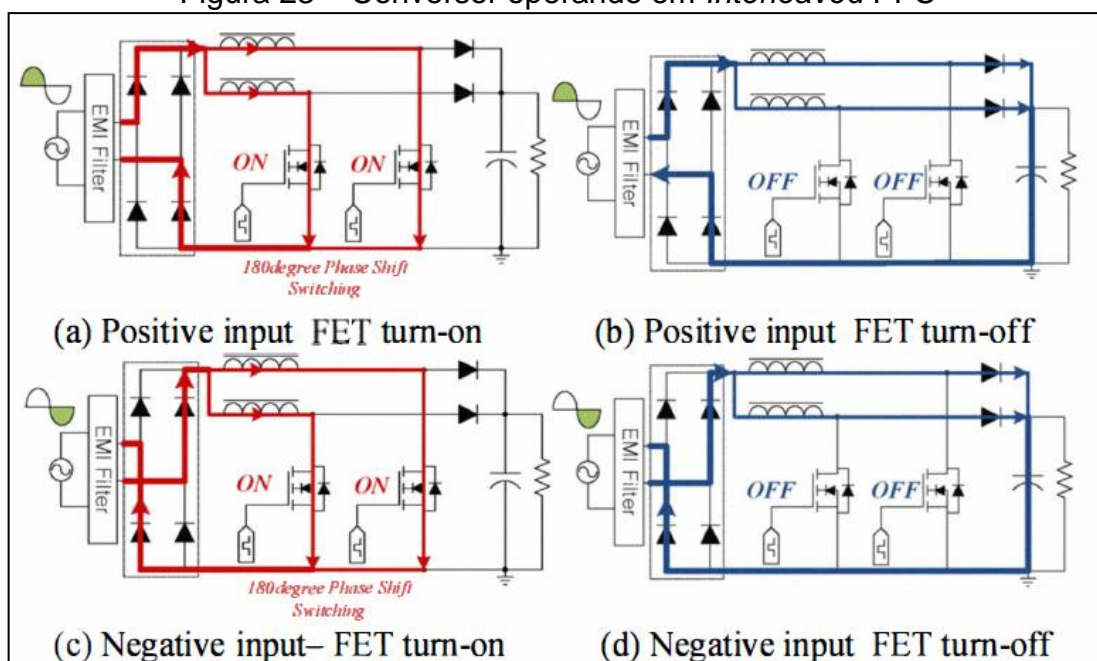 EMI Filter
ON
ON
180degree Phase Shift
Switching
EMI Filter
OFF
OFF
(a) Positive input FET turn-on
(b) Positive input FET turn-off
EMI Filter
ON
ON
180degree Phase Shift
Switching
EMI Filter
OFF
OFF
(c) Negative input– FET turn-on
(d) Negative input FET turn-off